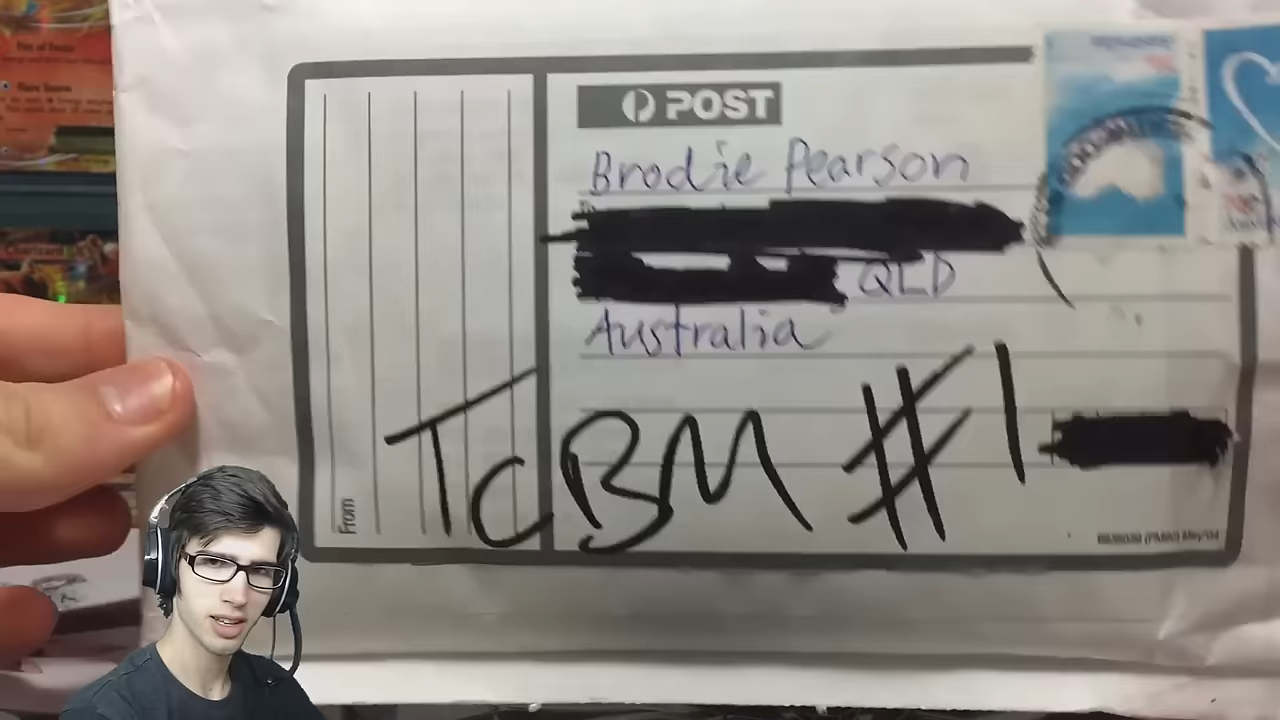 POST
Brodie Pearson
QLD
Australia
TCBM #1
From